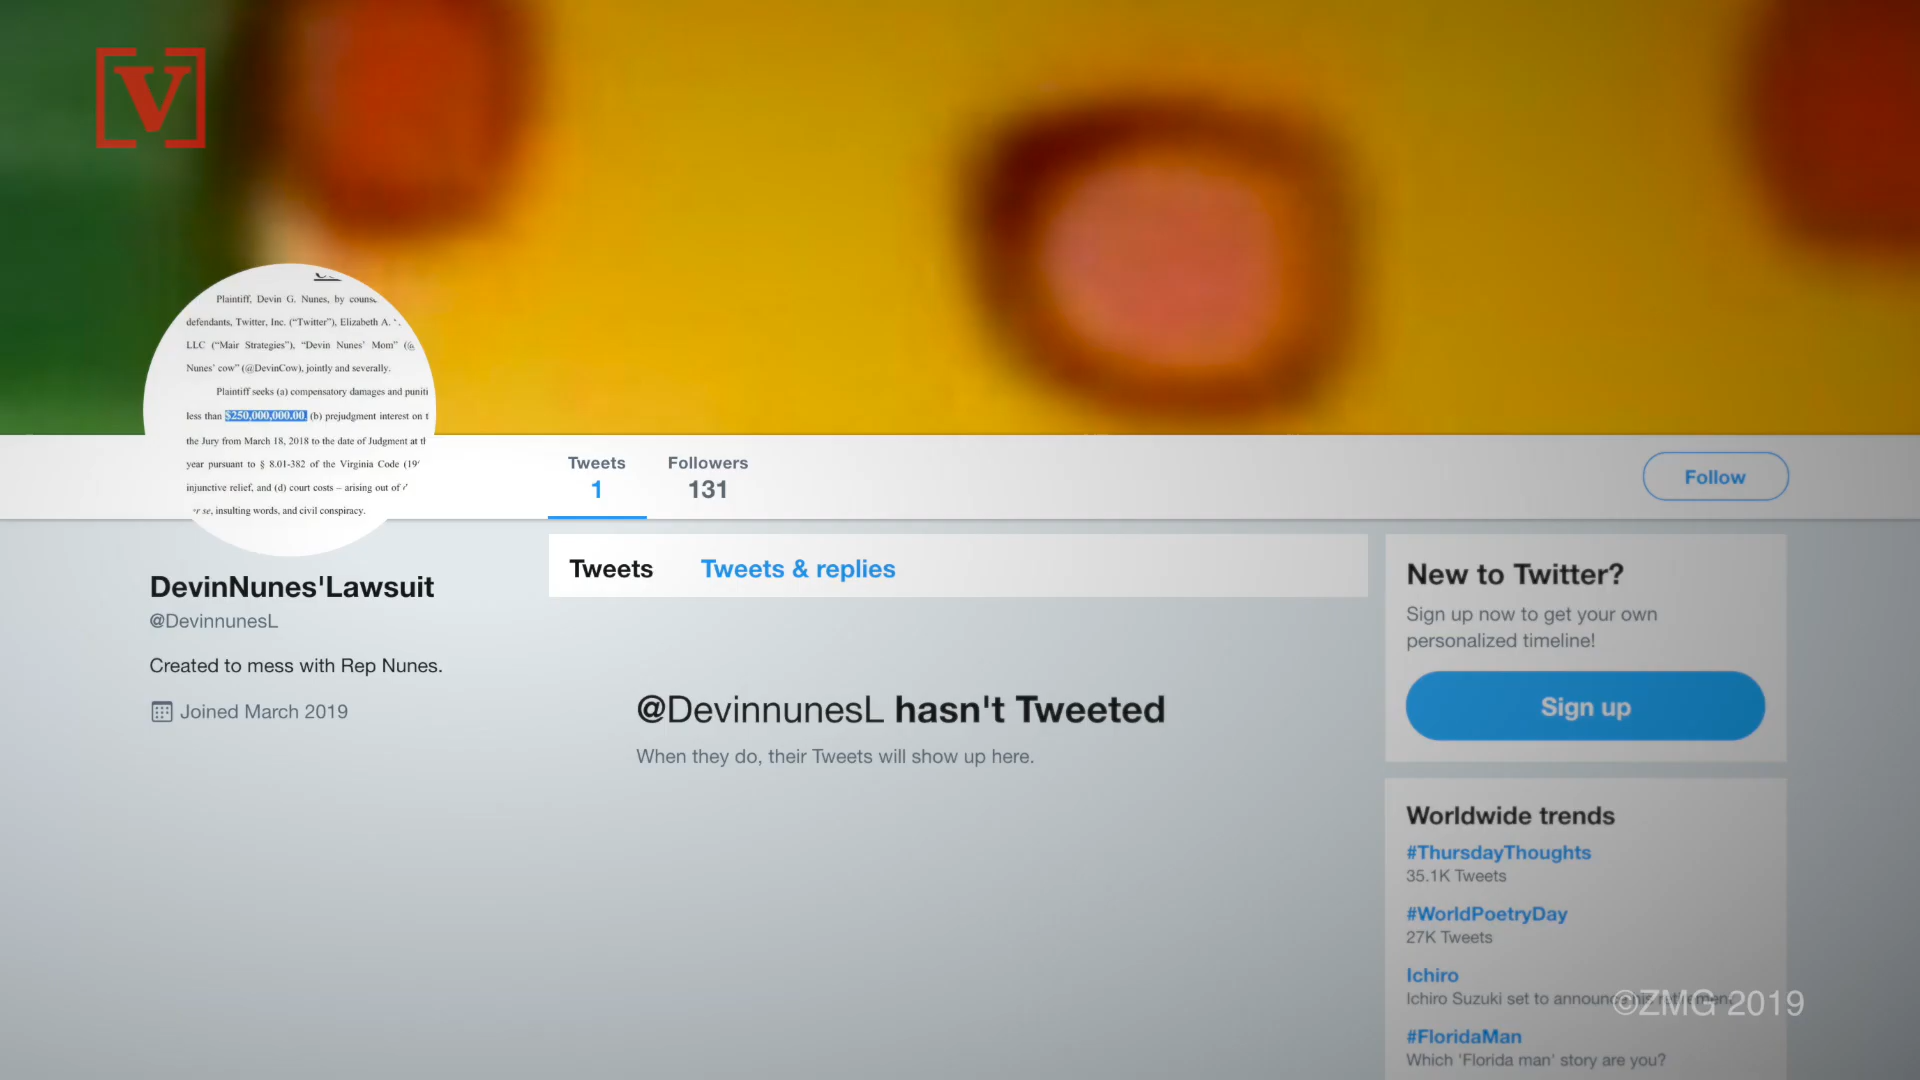 V
Plaintiff, Devin G. Nunes, by
defendants, Twitter, Inc. ("Twitter"), Elizabeth A.
LLC ("Mair Strategies"), "Devin Nunes' Mom"
Nunes' cow" (@DevinCow), jointly and severally.
Plaintiff seeks (a) compensatory damages and
less than $250,000,000.00, (b) prejudgment interest on
the Jury from March 18, 2018 to the date of Judgment at
year pursuant to § 8.01-382 of the Virginia Code
injunctive relief, and (d) court costs – arising out of
se, insulting words, and civil conspiracy.
Tweets
1
Followers
131
Follow
DevinNunes'Lawsuit
@DevinnunesL
Created to mess with Rep Nunes.
Joined March 2019
Tweets Tweets & replies
@DevinnunesL hasn't Tweeted
When they do, their Tweets will show up here.
New to Twitter?
Sign up now to get your own
personalized timeline!
Sign up
Worldwide trends
#ThursdayThoughts
35.1K Tweets
#WorldPoetryDay
27K Tweets
Ichiro
Ichiro Suzuki set to announce his retirement
#FloridaMan
Which 'Florida man' story are you?
©ZMG 2019